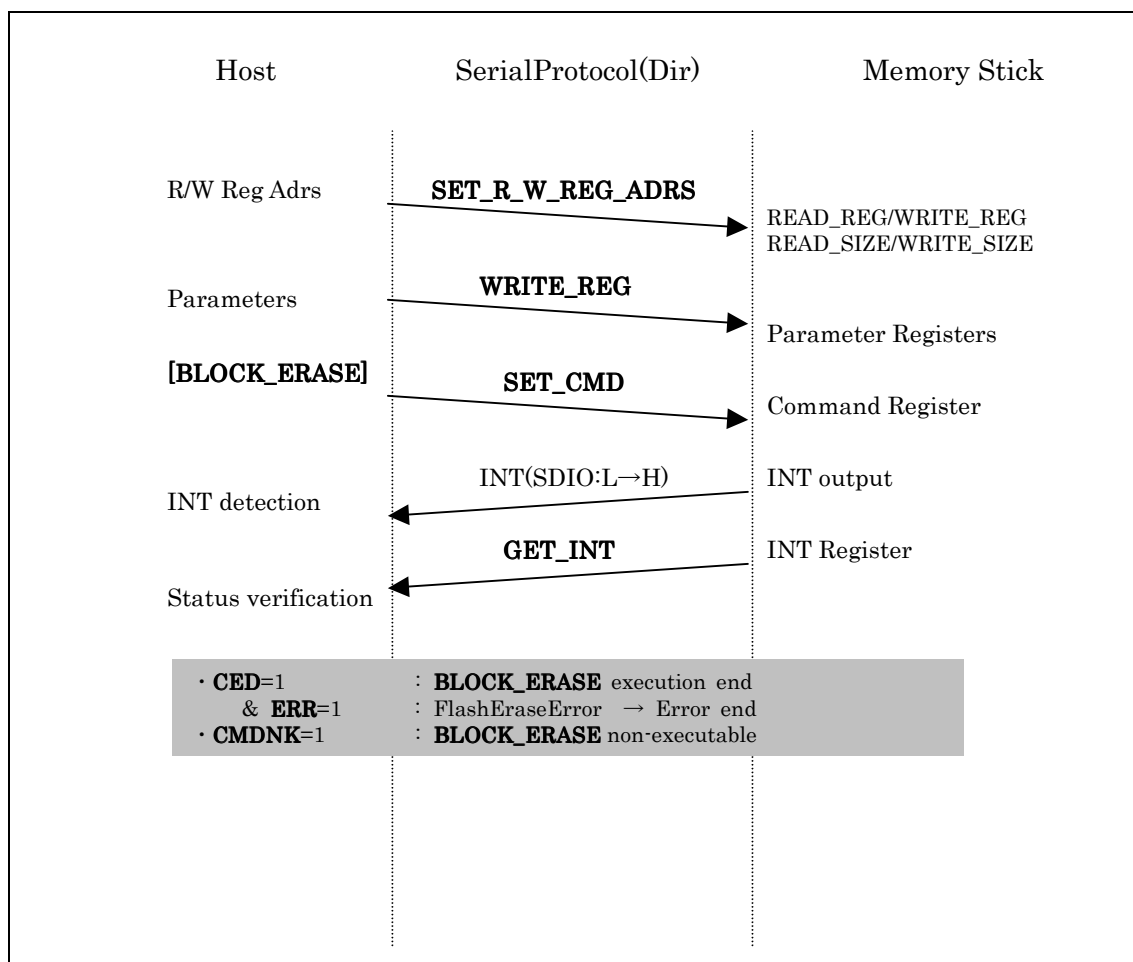 Host SerialProtocol(Dir) Memory Stick
R/W Reg Adrs SET_R_W_REG_ADRS
READ_REG/WRITE_REG
READ_SIZE/WRITE_SIZE
WRITE_REG
Parameters
Parameter Registers
[BLOCK_ERASE] SET_CMD
Command Register
INT(SDIO:L→H) INT output
INT detection
GET_INT INT Register
Status verification
・CED=1 : BLOCK_ERASE execution end
& ERR=1 : FlashEraseError → Error end
・CMDNK=1 : BLOCK_ERASE non-executable